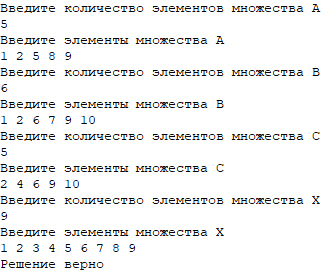 Введите количество элементов множества A
5
Введите элементы множества A
1 2 5 8 9
Введите количество элементов множества B
6
Введите элементы множества B
1 2 6 7 9 10
Введите количество элементов множества C
5
Введите элементы множества C
2 4 6 9 10
Введите количество элементов множества X
9
Введите элементы множества X
1 2 3 4 5 6 7 8 9
Решение верно